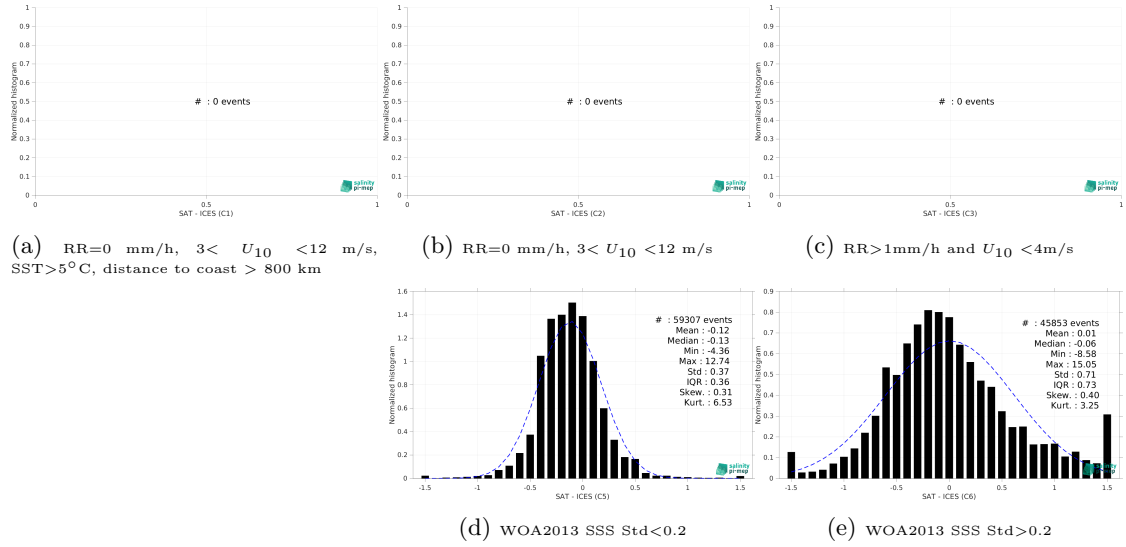 1
0.9
0.8
0.7
0.6
0.5
0.4
0.3
0.2
0.1
0
Normalized histogram
# : 0 events
0 0.5 1
SAT - ICES (C1)
salinity
pi-mep
(a) RR=0 mm/h, 3< U10 <12 m/s,
SST>5°C, distance to coast > 800 km
1
0.9
0.8
0.7
0.6
0.5
0.4
0.3
0.2
0.1
0
Normalized histogram
# : 0 events
0 0.5 1
SAT - ICES (C2)
salinity
pi-mep
(b) RR=0 mm/h, 3< U10 <12 m/s
1
0.9
0.8
0.7
0.6
0.5
0.4
0.3
0.2
0.1
0
Normalized histogram
# : 0 events
0 0.5 1
SAT - ICES (C3)
salinity
pi-mep
(c) RR>1mm/h and U10 <4m/s
1.6
1.4
1.2
1
0.8
0.6
0.4
0.2
0
Normalized histogram
# : 59307 events
Mean : -0.12
Median : -0.13
Min : -4.36
Max : 12.74
Std : 0.37
IQR : 0.36
Skew. : 0.31
Kurt. : 6.53
-1.5 -1 -0.5 0 0.5 1 1.5
SAT - ICES (C5)
salinity
pi-mep
(d) WOA2013 SSS Std<0.2
0.9
0.8
0.7
0.6
0.5
0.4
0.3
0.2
0.1
0
Normalized histogram
# : 45853 events
Mean : 0.01
Median : -0.06
Min : -8.58
Max : 15.05
Std : 0.71
IQR : 0.73
Skew. : 0.40
Kurt. : 3.25
-1.5 -1 -0.5 0 0.5 1 1.5
SAT - ICES (C6)
salinity
pi-mep
(e) WOA2013 SSS Std>0.2